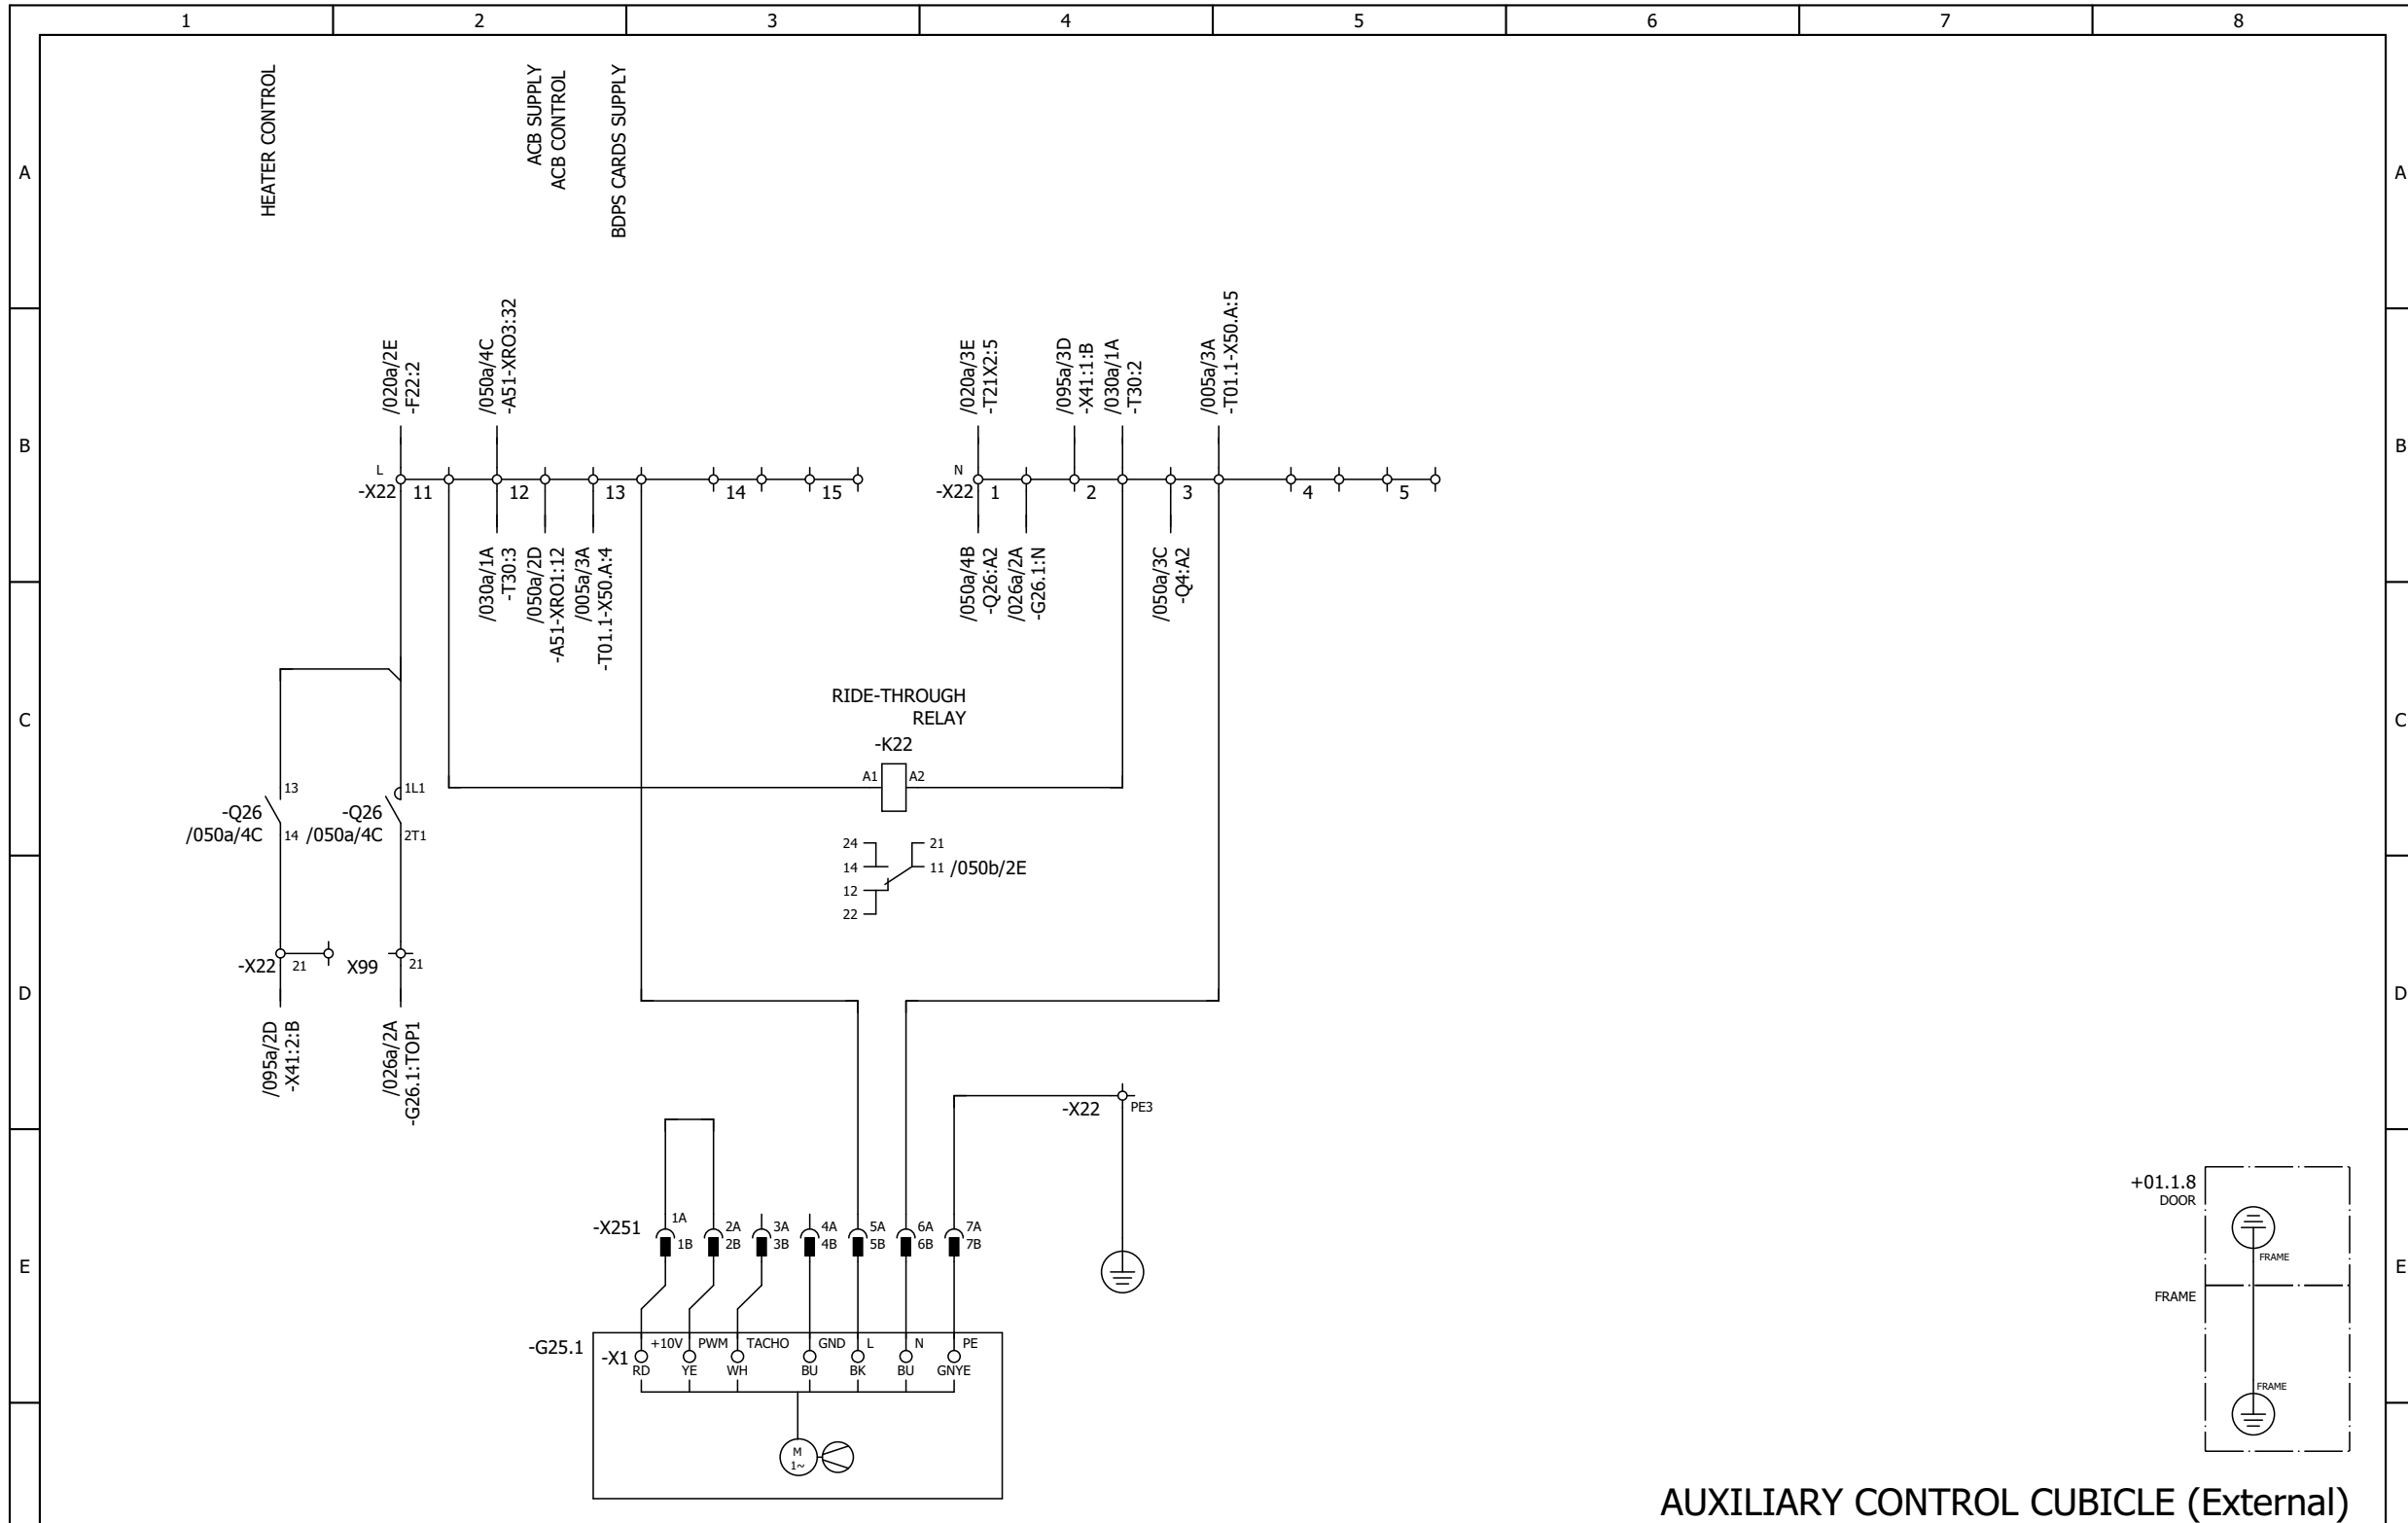 1 2 3 4 5 6 7 8
A A
HEATER CONTROL
ACB SUPPLY
ACB CONTROL
BDPS CARDS SUPPLY
B B
/020a/2E
-F22:2
/050a/4C
-A51-XRO3:32
/020a/3E
-T21X2:5
/095a/3D
-X41:1:B
/030a/1A
-T30:2
/005a/3A
-T01.1-X50.A:5
L
-X22 11 12 13 14 15
N
-X22 1 2 3 4 5
/030a/1A
-T30:3
/050a/2D
-A51-XRO1:12
/005a/3A
-T01.1-X50.A:4
/050a/4B
-Q26:A2
/026a/2A
-G26.1:N
/050a/3C
-Q4:A2
C C
RIDE-THROUGH
RELAY
-K22
A1 A2
13 1L1
-Q26 -Q26
/050a/4C 14 /050a/4C 2T1
24 21
14 11 /050b/2E
12
22
-X22 21 X99 21
D D
/095a/2D
-X41:2:B
/026a/2A
-G26.1:TOP1
-X22 PE3
E E
-X251 1A 2A 3A 4A 5A 6A 7A
1B 2B 3B 4B 5B 6B 7B
-G25.1
+10V PWM TACHO GND L N PE
-X1
RD YE WH BU BK BU GNYE
M
1~
+01.1.8
DOOR
FRAME
FRAME
FRAME
AUXILIARY CONTROL CUBICLE (External)